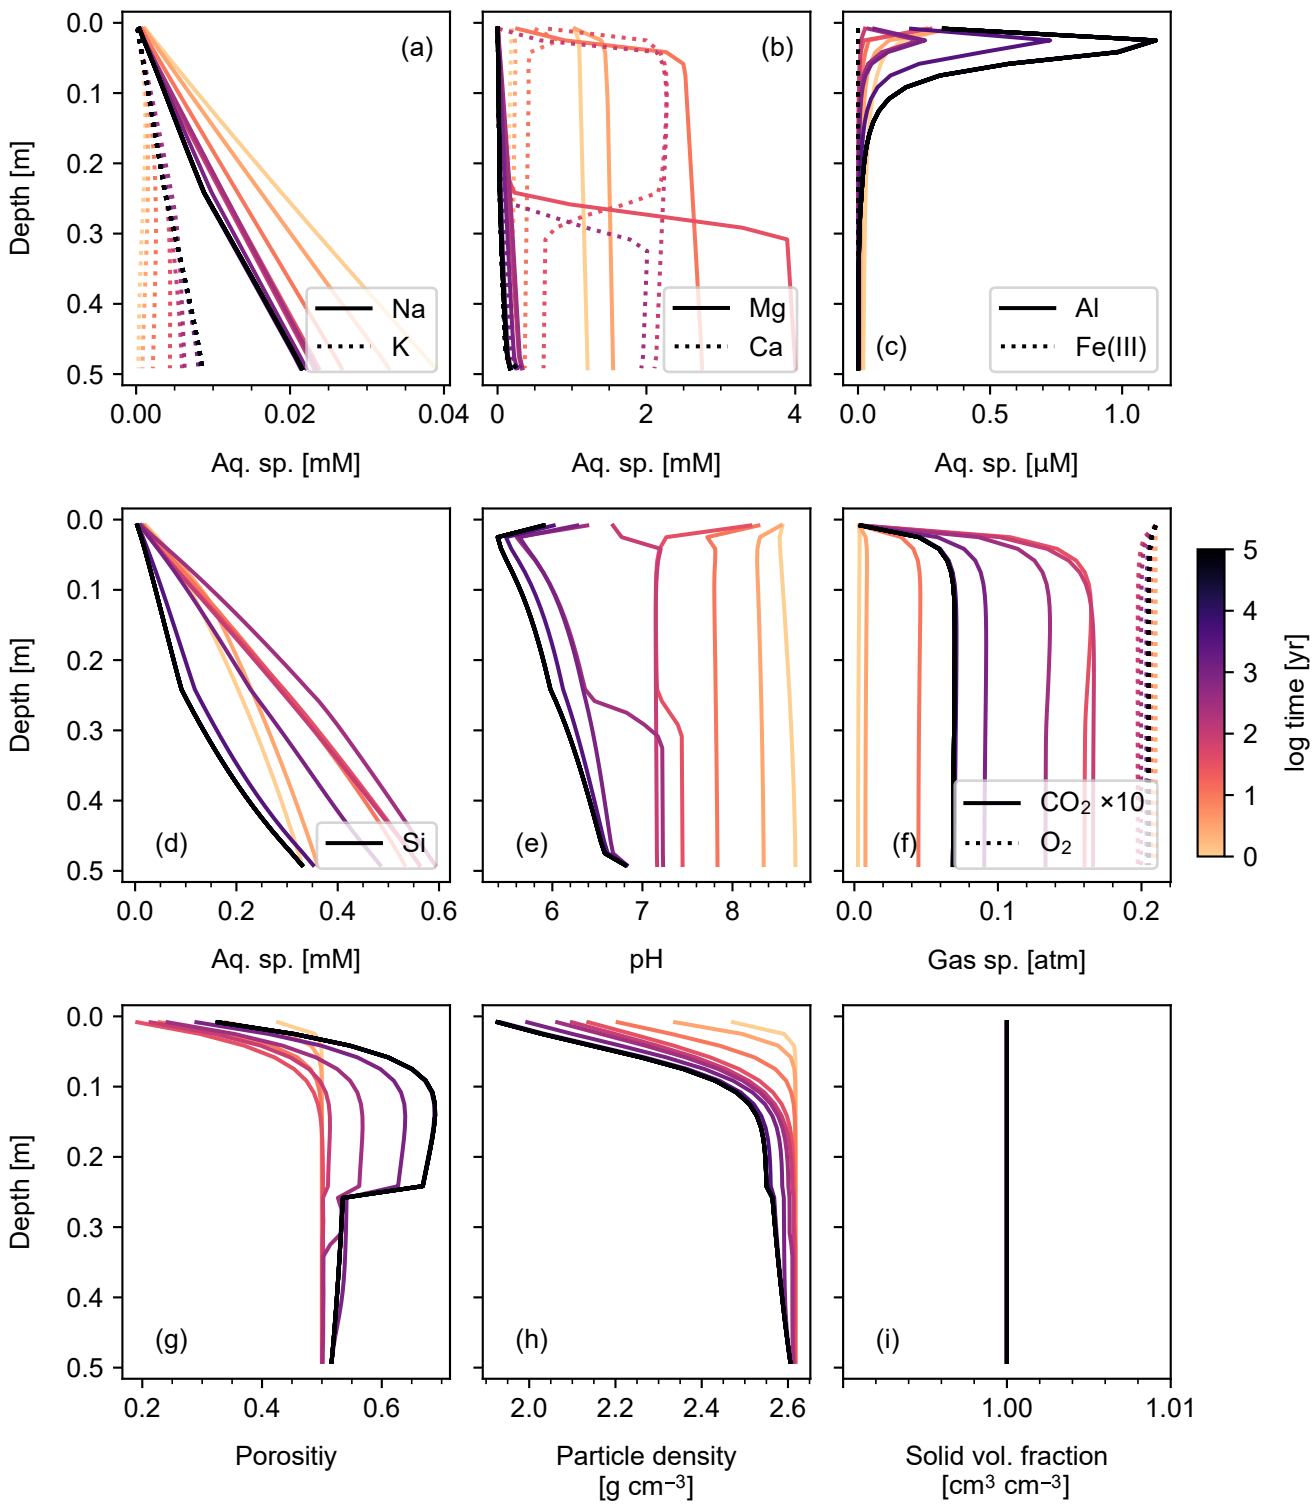 0.0
0.1
0.2
0.3
0.4
0.5
Depth [m]
(a)
Na
K
0.00
0.02
0.04
Aq. sp. [mM]
(b)
Mg
Ca
0
2
4
Aq. sp. [mM]
(c)
Al
Fe(III)
0.0
0.5
1.0
Aq. sp. [µM]
0.0
0.1
0.2
0.3
0.4
0.5
Depth [m]
(d)
Si
0.0
0.2
0.4
0.6
Aq. sp. [mM]
(e)
6
7
8
pH
(f)
CO₂ ×10
O₂
0.0
0.1
0.2
Gas sp. [atm]
5
4
3
2
1
0
log time [yr]
0.0
0.1
0.2
0.3
0.4
0.5
Depth [m]
(g)
0.2
0.4
0.6
Porositiy
(h)
2.0
2.2
2.4
2.6
Particle density
[g cm⁻³]
(i)
1.00
1.01
Solid vol. fraction
[cm³ cm⁻³]